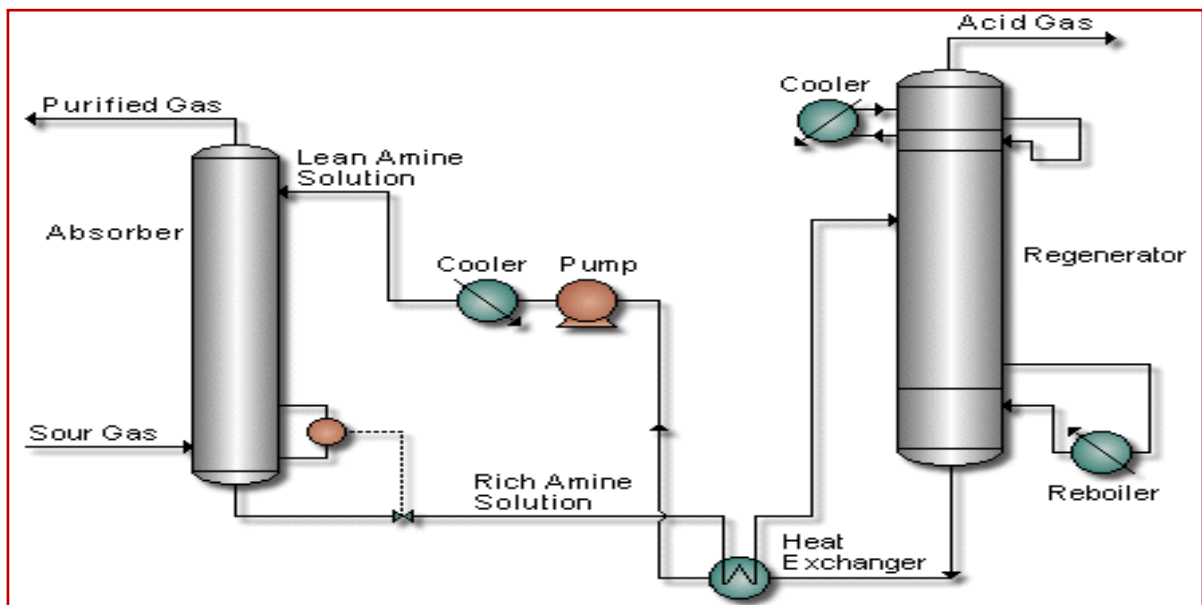 Acid Gas
Cooler
Purified Gas
Lean Amine
Solution
Absorber
Cooler
Pump
Regenerator
Sour Gas
Rich Amine
Solution
Reboiler
Heat
Exchanger